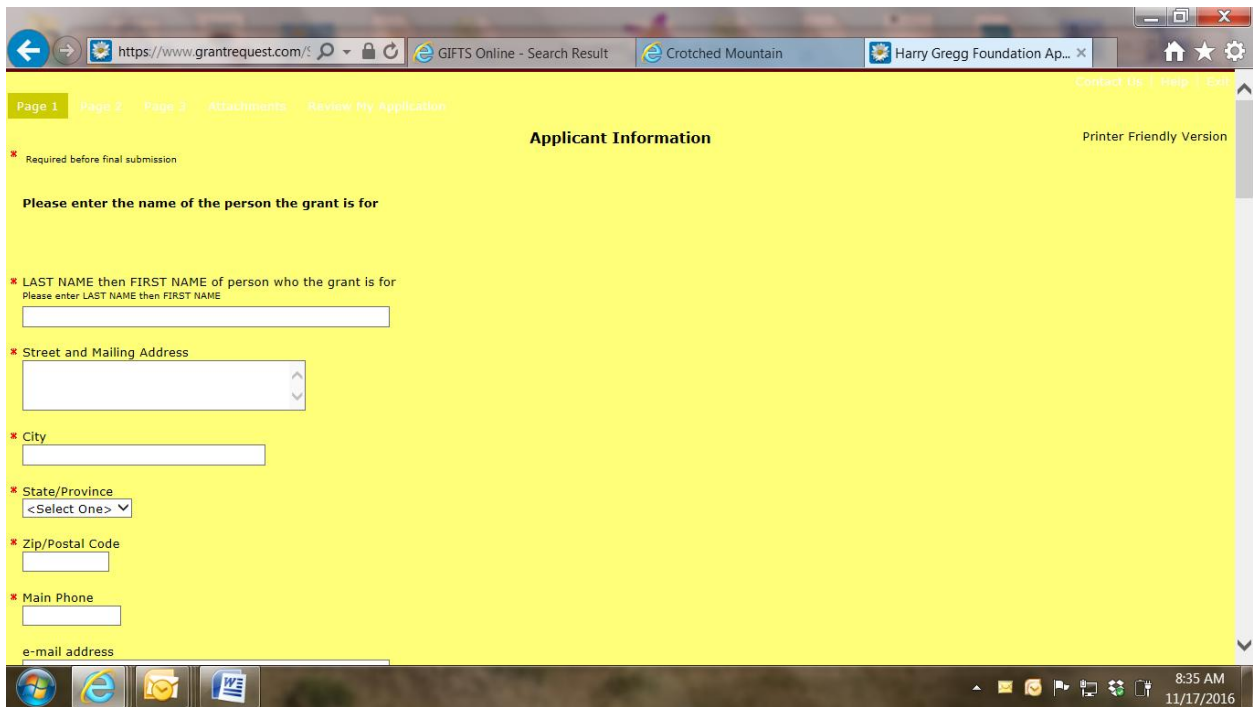 https://www.grantrequest.com/S
GIFTS Online - Search Result
Crotched Mountain
Harry Gregg Foundation Ap...
Contact Us | Help | Exit
Page 1 Page 2 Page 3 Attachments Review My Application
Applicant Information
Printer Friendly Version
* Required before final submission
Please enter the name of the person the grant is for
* LAST NAME then FIRST NAME of person who the grant is for
Please enter LAST NAME then FIRST NAME
* Street and Mailing Address
* City
* State/Province
<Select One>
* Zip/Postal Code
* Main Phone
e-mail address
8:35 AM
11/17/2016